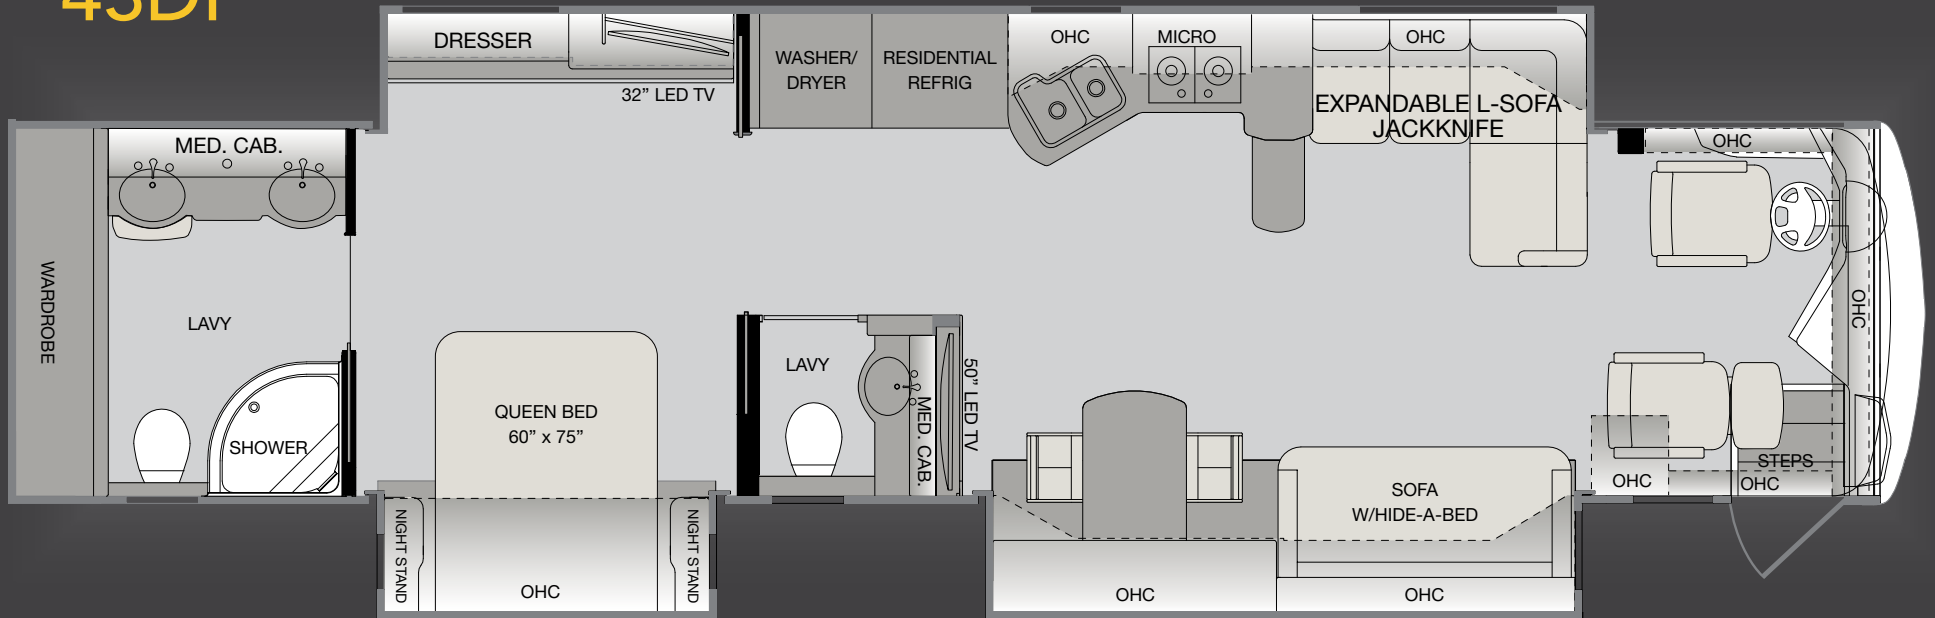 DRESSER
32” LED TV
WASHER/
DRYER
RESIDENTIAL
REFRIG
OHC
MICRO
OHC
EXPANDABLE L-SOFA
JACKKNIFE
OHC
MED. CAB.
WARDROBE
LAVY
SHOWER
QUEEN BED
60” x 75”
NIGHT STAND
OHC
NIGHT STAND
LAVY
MED. CAB.
50” LED TV
OHC
SOFA
W/HIDE-A-BED
OHC
OHC
STEPS
OHC
OHC